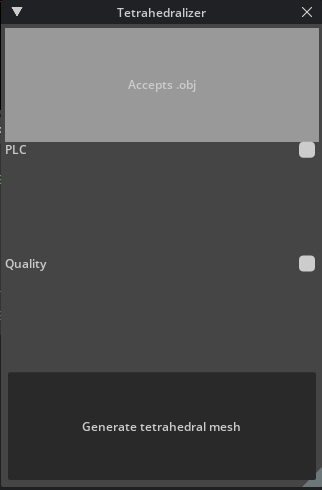 Tetrahedralizer
Accepts .obj
PLC
Quality
Generate tetrahedral mesh